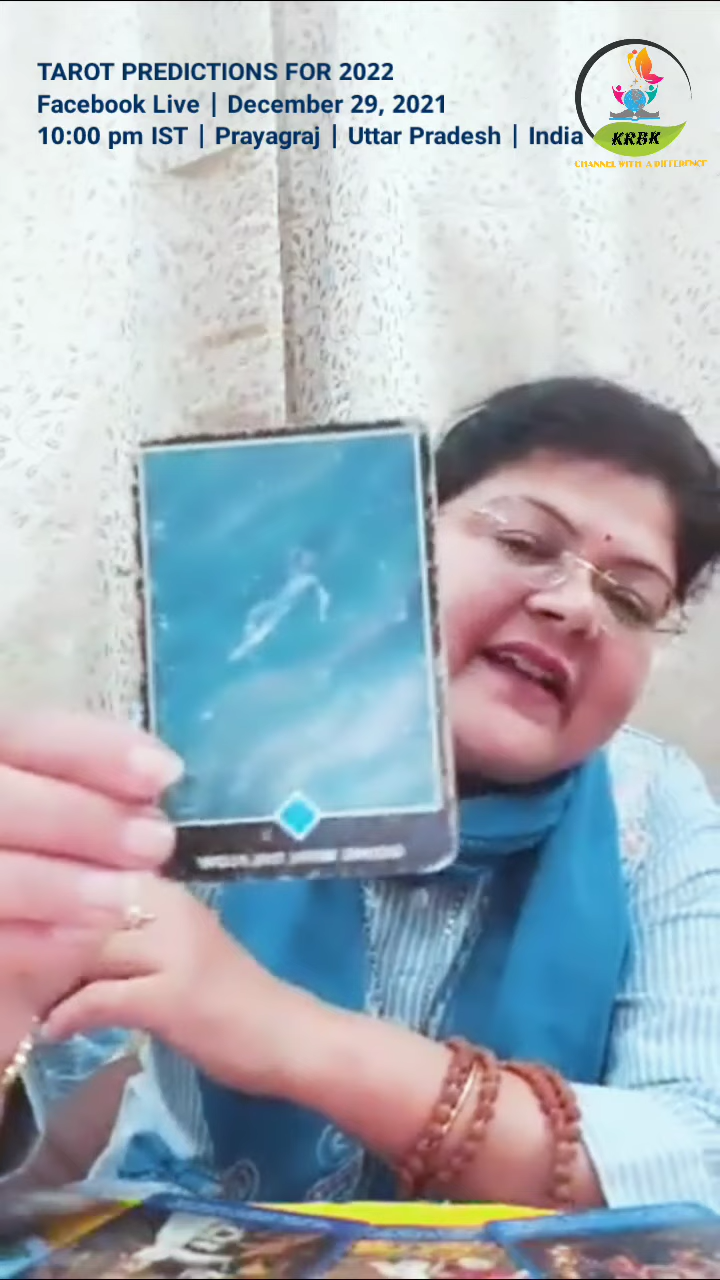 TAROT PREDICTIONS FOR 2022
Facebook Live | December 29, 2021
10:00 pm IST | Prayagraj | Uttar Pradesh | India
KRBK
CHANNEL WITH A DIFFERENCE